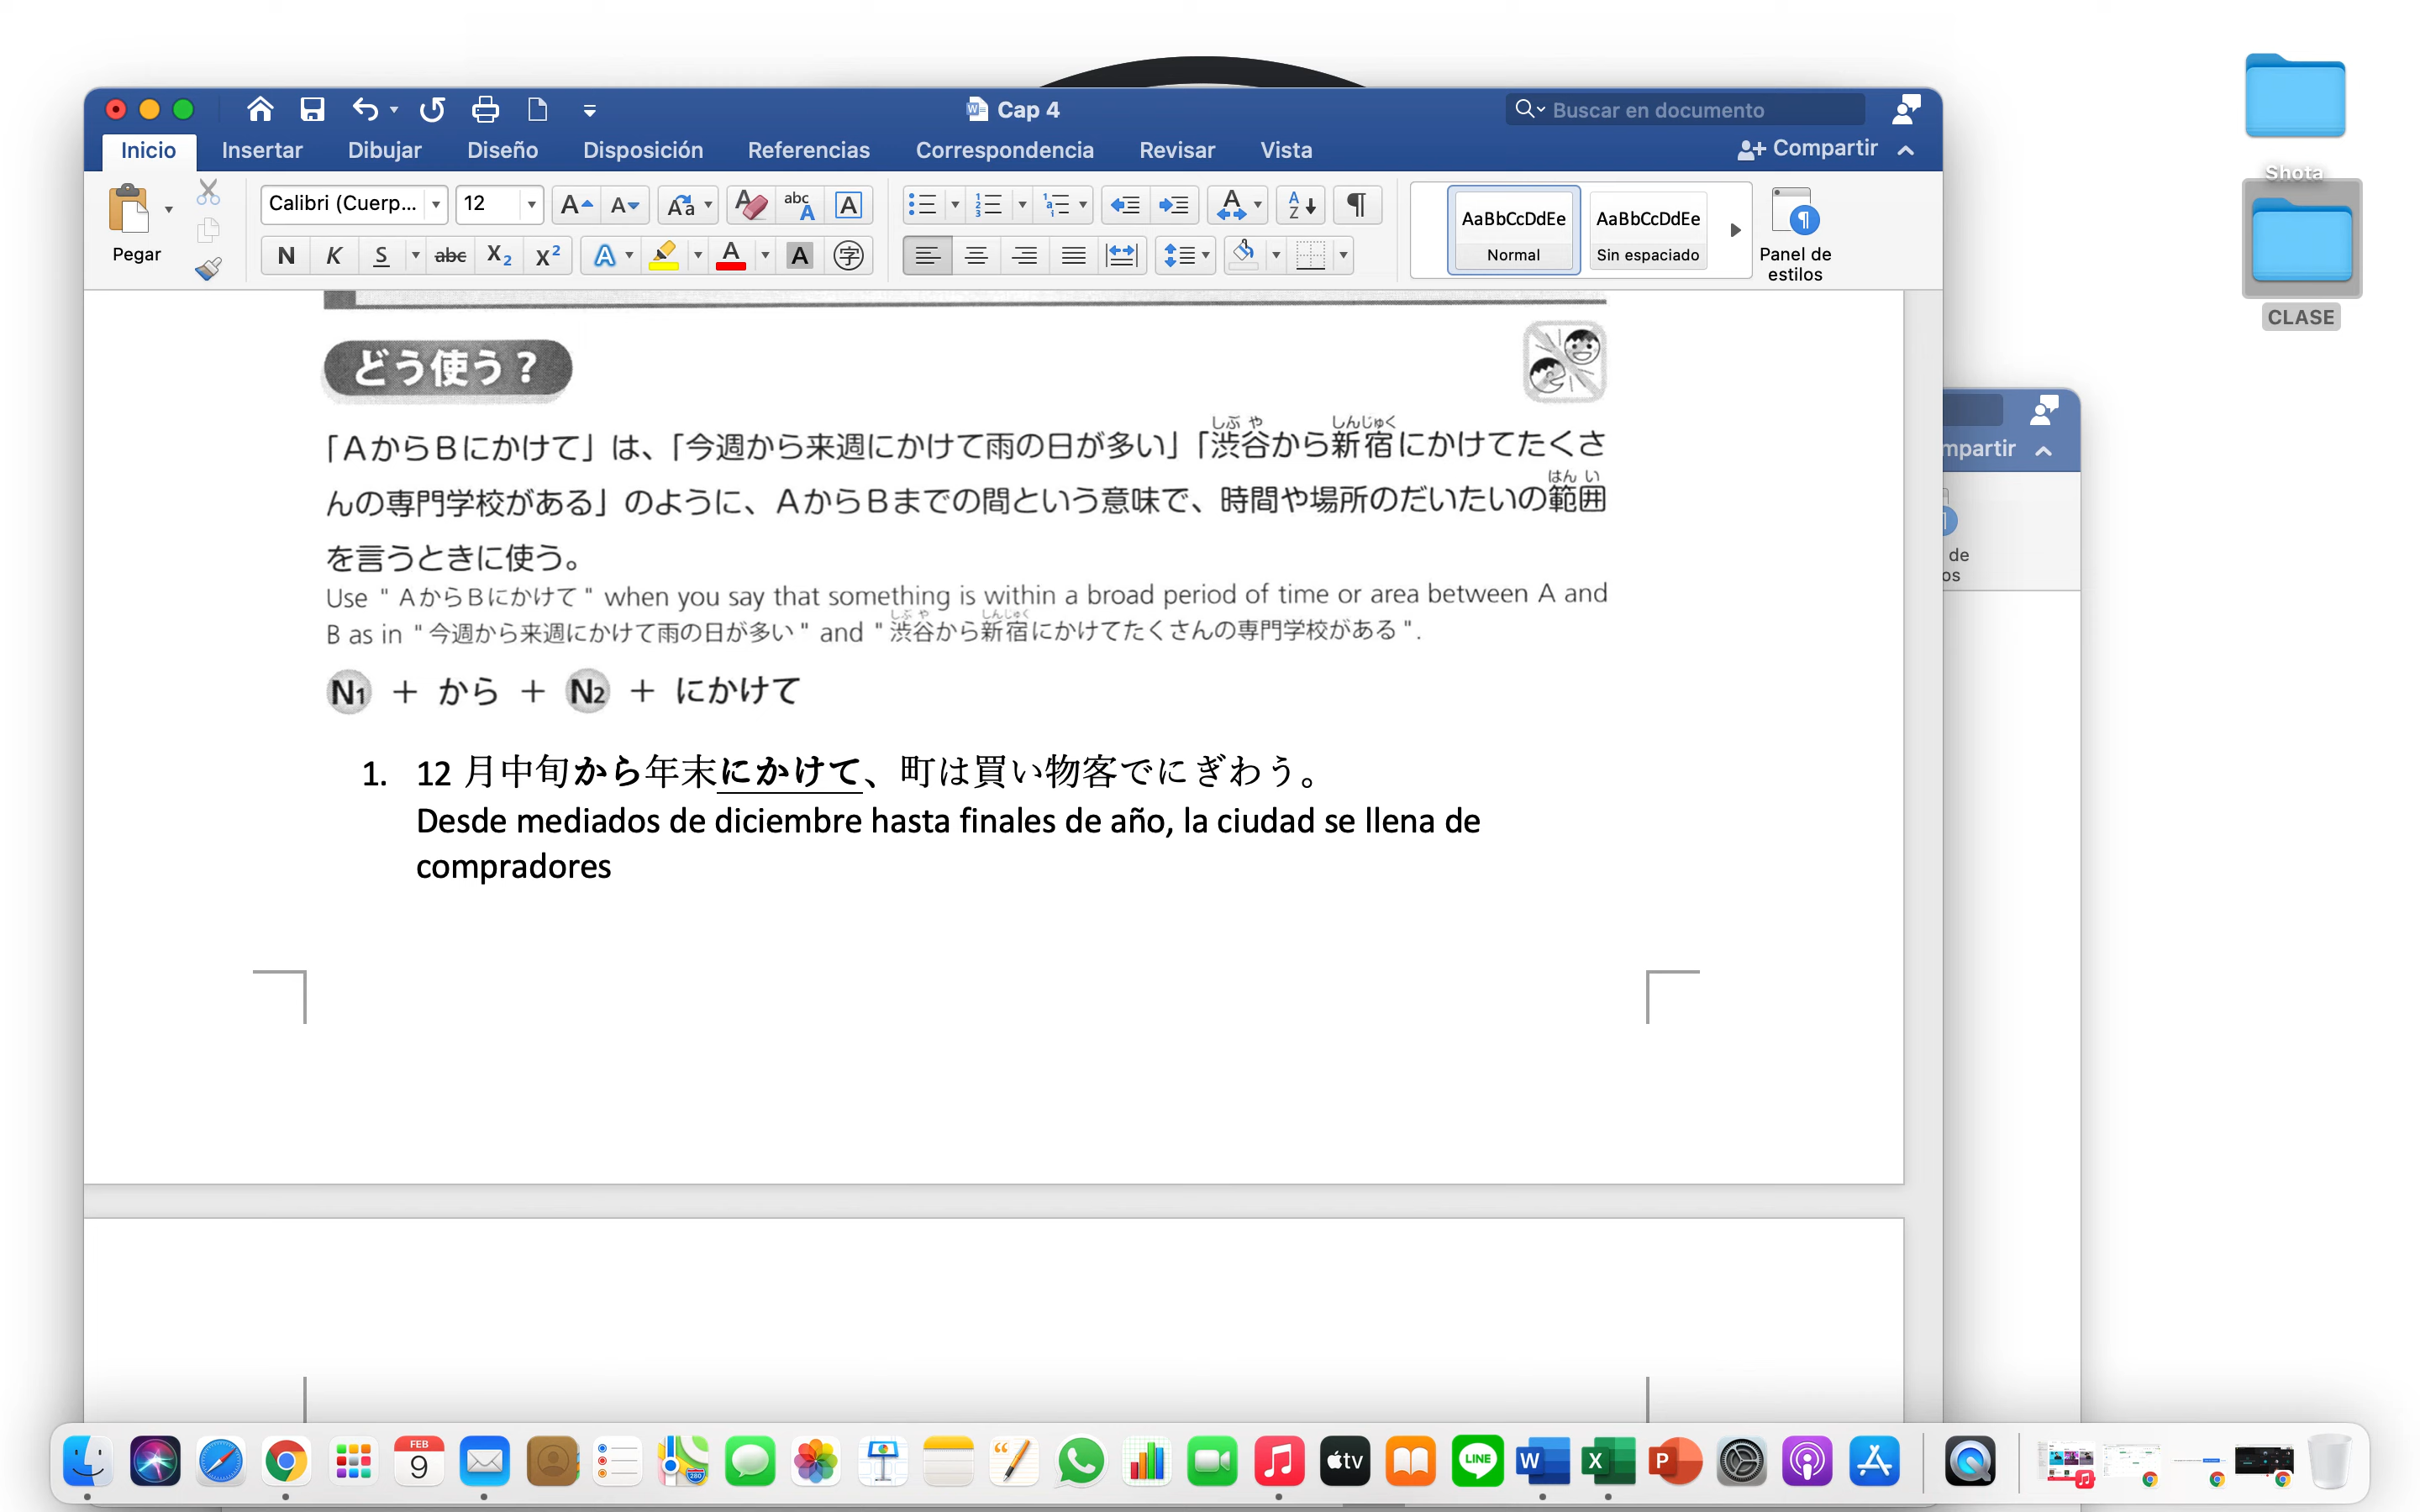 Cap 4
Buscar en documento
Inicio Insertar Dibujar Diseño Disposición Referencias Correspondencia Revisar Vista Compartir
Pegar
Calibri (Cuerp... 12
N K S abc X₂ X²
AaBbCcDdEe AaBbCcDdEe
Normal Sin espaciado
Panel de
estilos
Shota
CLASE
mpartir
de
os
どう使う？
しぶ や しんじゅく
「AからBにかけて」は、「今週から来週にかけて雨の日が多い」「渋谷から新宿にかけてたくさ
はん い
んの専門学校がある」のように、AからBまでの間という意味で、時間や場所のだいたいの範囲
を言うときに使う。
Use " AからBにかけて " when you say that something is within a broad period of time or area between A and
しぶ や しんじゅく
B as in " 今週から来週にかけて雨の日が多い " and " 渋谷から新宿にかけてたくさんの専門学校がある ".
N1 ＋ から ＋ N2 ＋ にかけて
1. 12 月中旬から年末にかけて、町は買い物客でにぎわう。
Desde mediados de diciembre hasta finales de año, la ciudad se llena de
compradores
FEB
9
280
tv
LINE
W
X
P